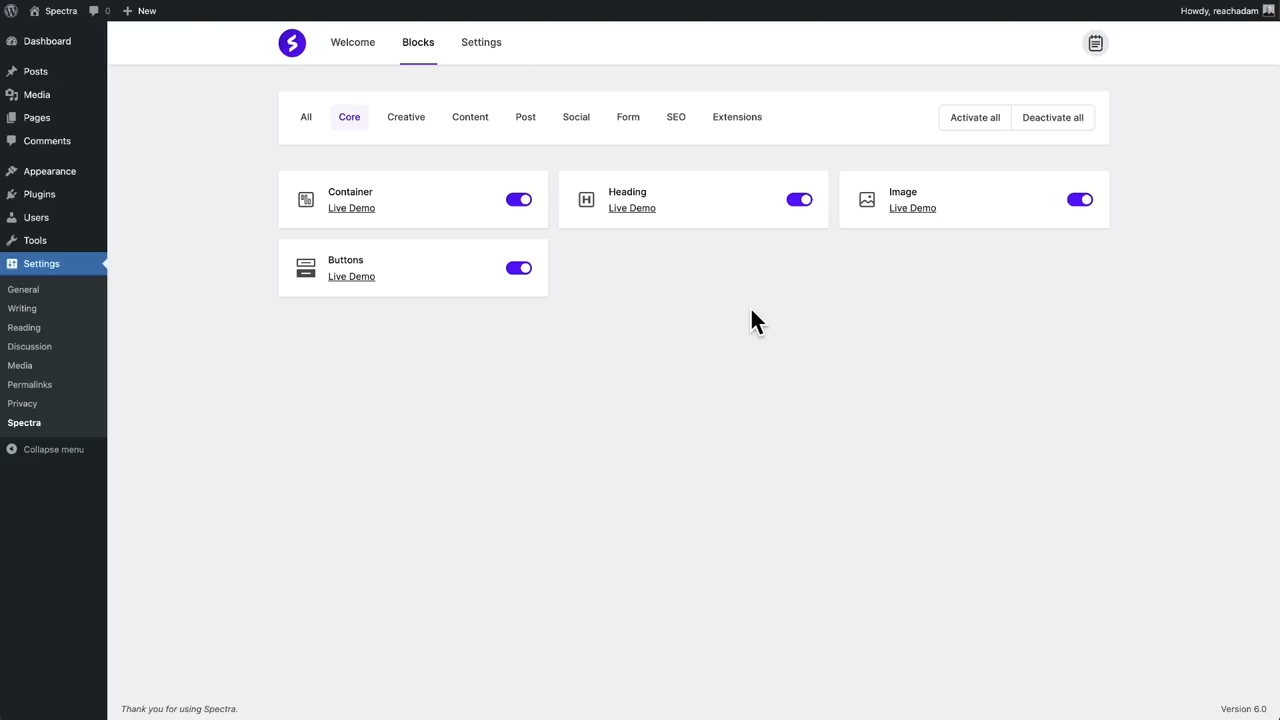 Spectra
0
New
Howdy, reachadam
Dashboard
Posts
Media
Pages
Comments
Appearance
Plugins
Users
Tools
Settings
General
Writing
Reading
Discussion
Media
Permalinks
Privacy
Spectra
Collapse menu
Welcome
Blocks
Settings
All
Core
Creative
Content
Post
Social
Form
SEO
Extensions
Activate all
Deactivate all
Container
Live Demo
Heading
Live Demo
Image
Live Demo
Buttons
Live Demo
Thank you for using Spectra.
Version 6.0